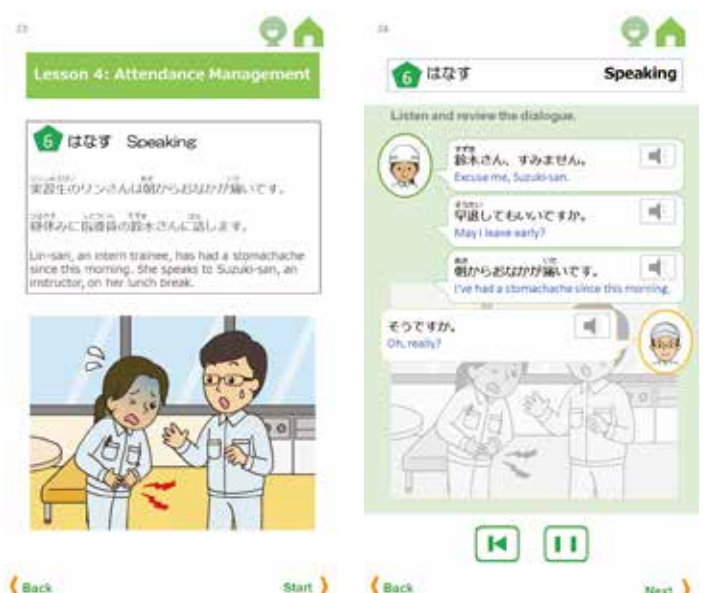 Lesson 4: Attendance Management
6 はなす Speaking
実習生のリンさんは朝からおなかが痛いです。
昼休みに指導員の鈴木さんに話します。
Lin-san, an intern trainee, has had a stomachache
since this morning. She speaks to Suzuki-san, an
instructor, on her lunch break.
Back
Start
6 はなす Speaking
Listen and review the dialogue.
鈴木さん、すみません。
Excuse me, Suzuki-san.
早退してもいいですか。
May I leave early?
朝からおなかが痛いです。
I've had a stomachache since this morning.
そうですか。
Oh, really?
Back
Next